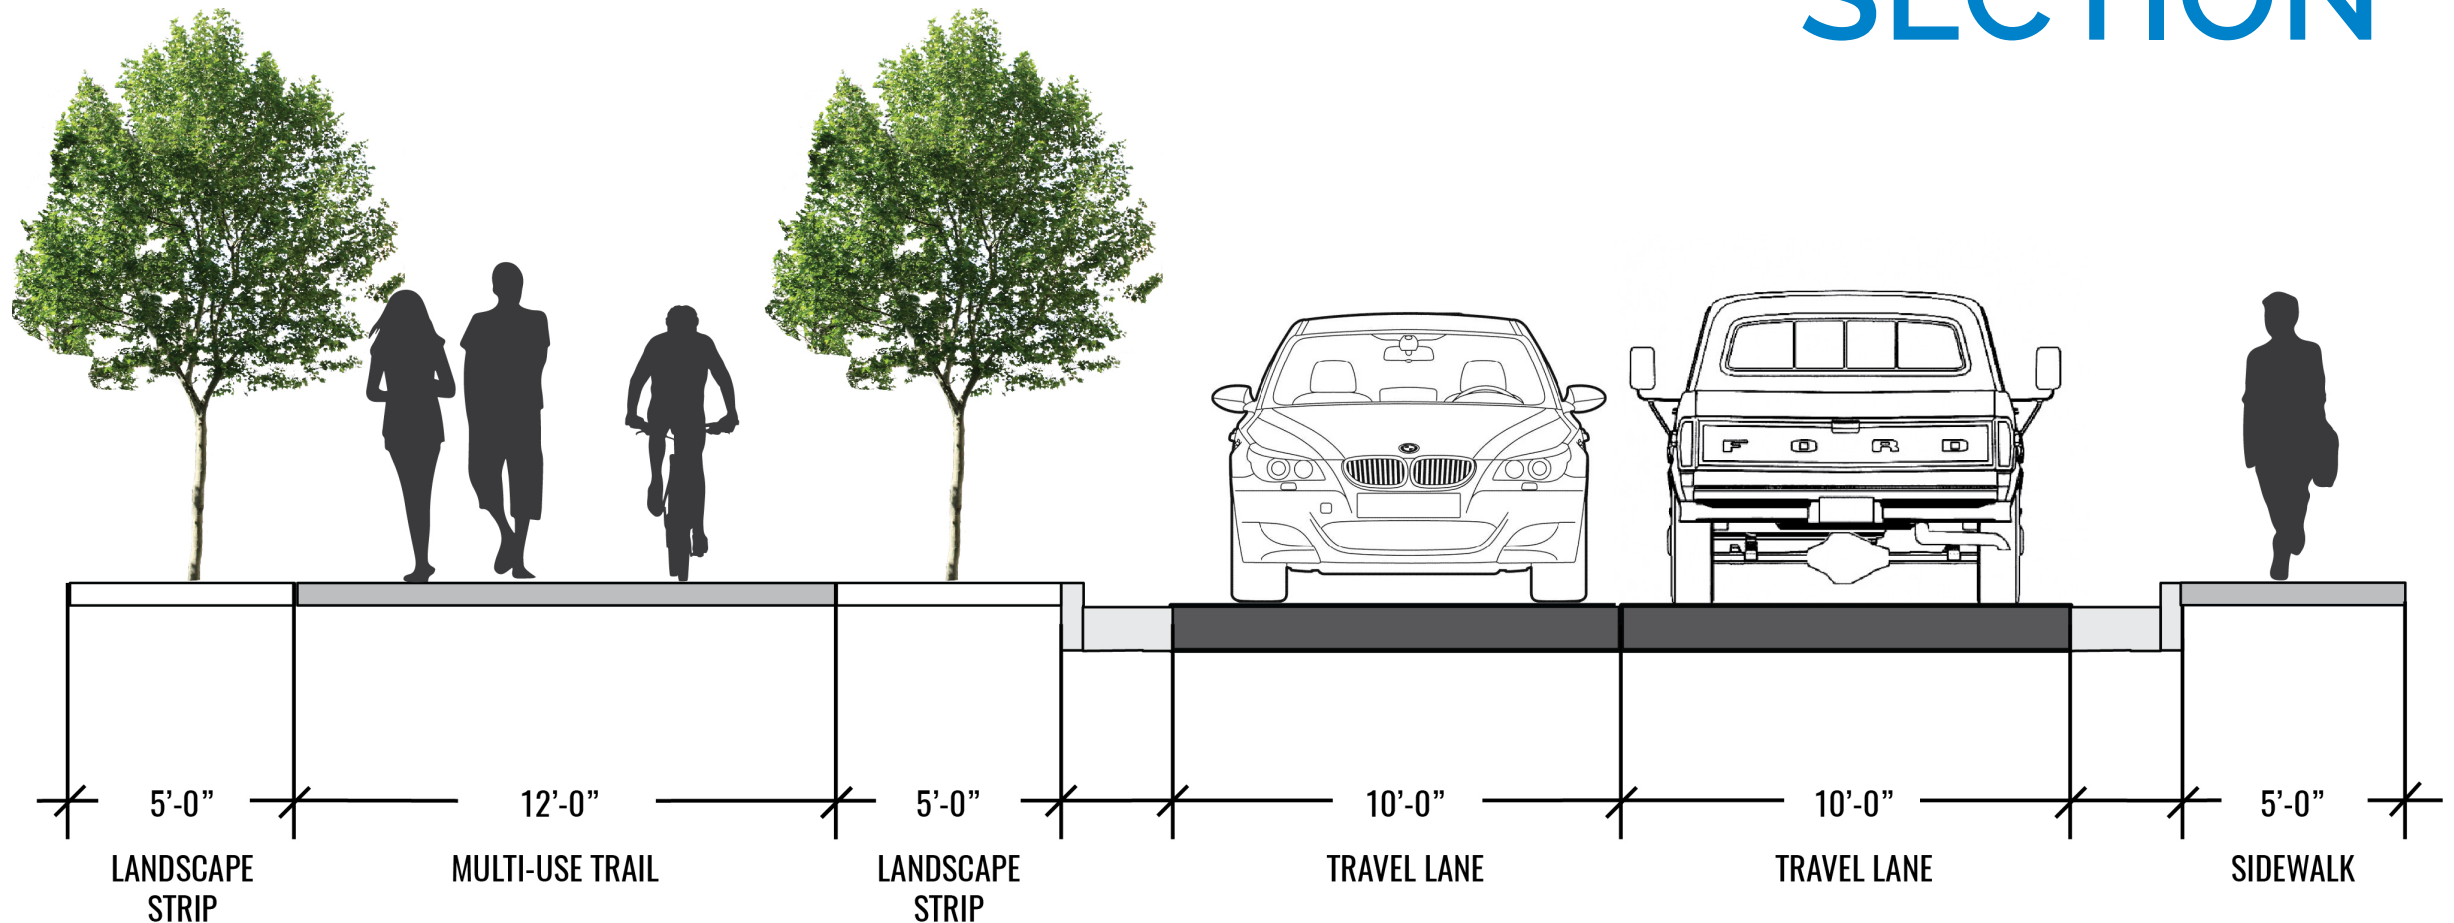 SECTION
F O R D
5’-0”
12’-0”
5’-0”
10’-0”
10’-0”
5’-0”
LANDSCAPE
STRIP
MULTI-USE TRAIL
LANDSCAPE
STRIP
TRAVEL LANE
TRAVEL LANE
SIDEWALK